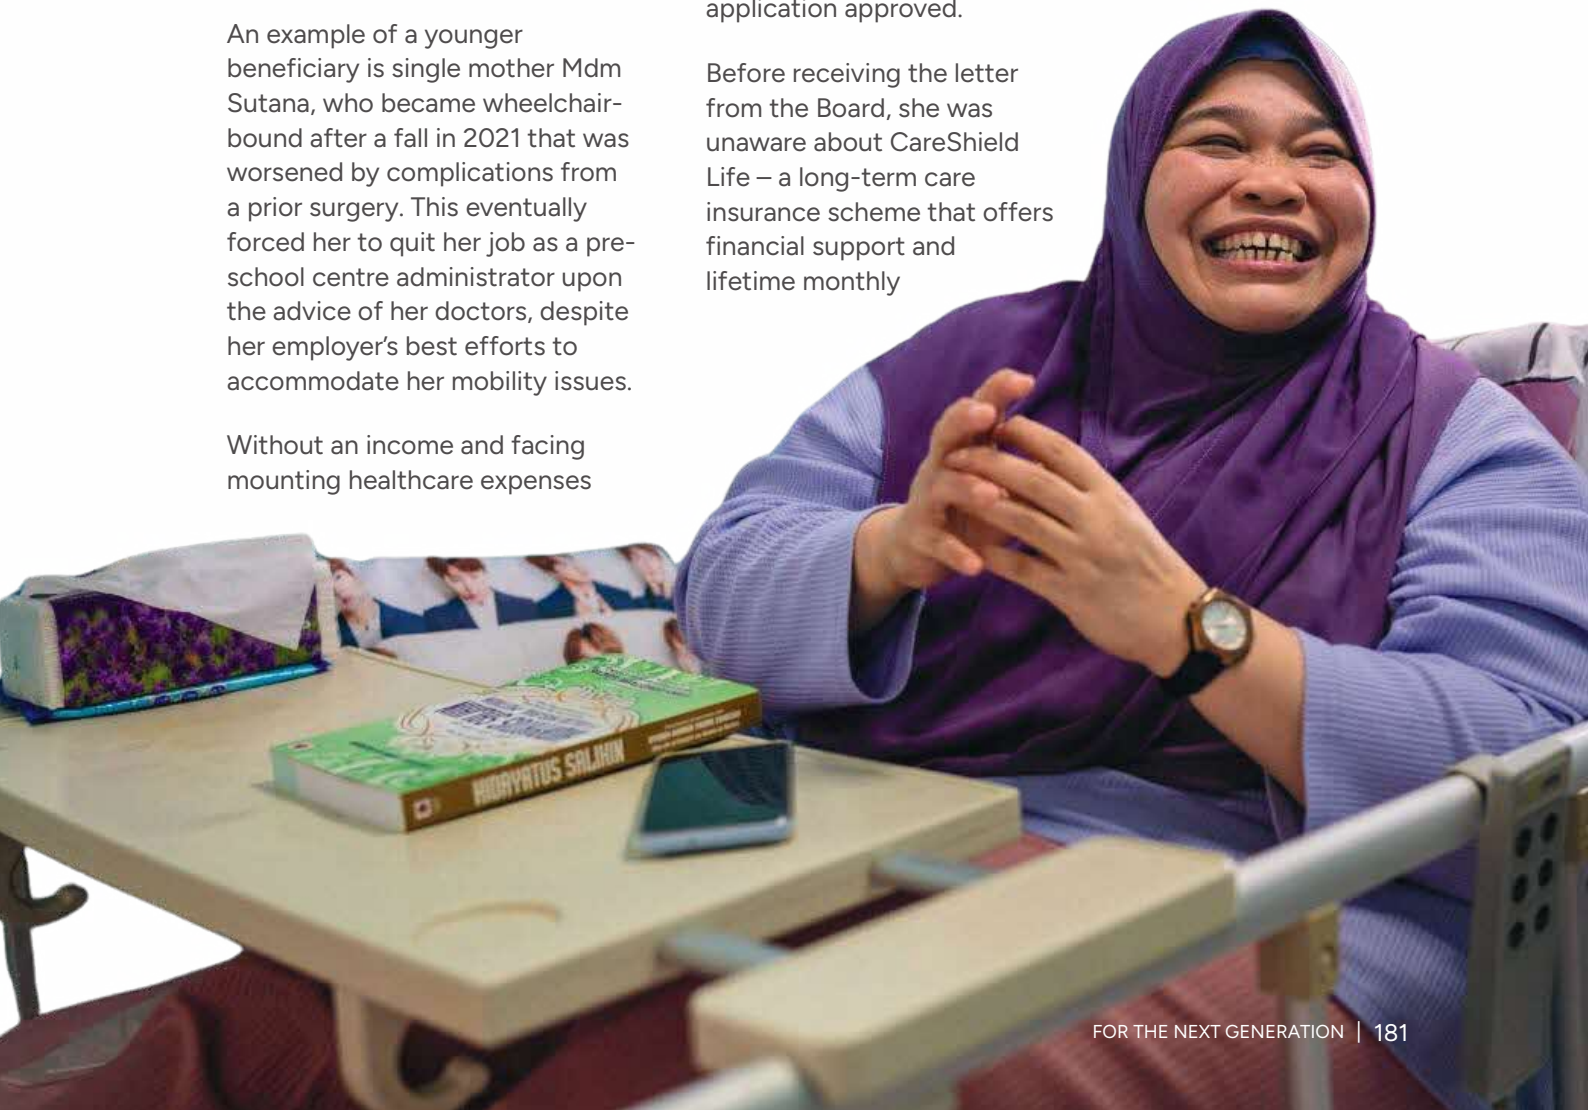 An example of a younger
beneficiary is single mother Mdm
Sutana, who became wheelchair-
bound after a fall in 2021 that was
worsened by complications from
a prior surgery. This eventually
forced her to quit her job as a pre-
school centre administrator upon
the advice of her doctors, despite
her employer’s best efforts to
accommodate her mobility issues.
Without an income and facing
mounting healthcare expenses
application approved.
Before receiving the letter
from the Board, she was
unaware about CareShield
Life – a long-term care
insurance scheme that offers
financial support and
lifetime monthly
HIDAYATUS SALIHIN
FOR THE NEXT GENERATION | 181